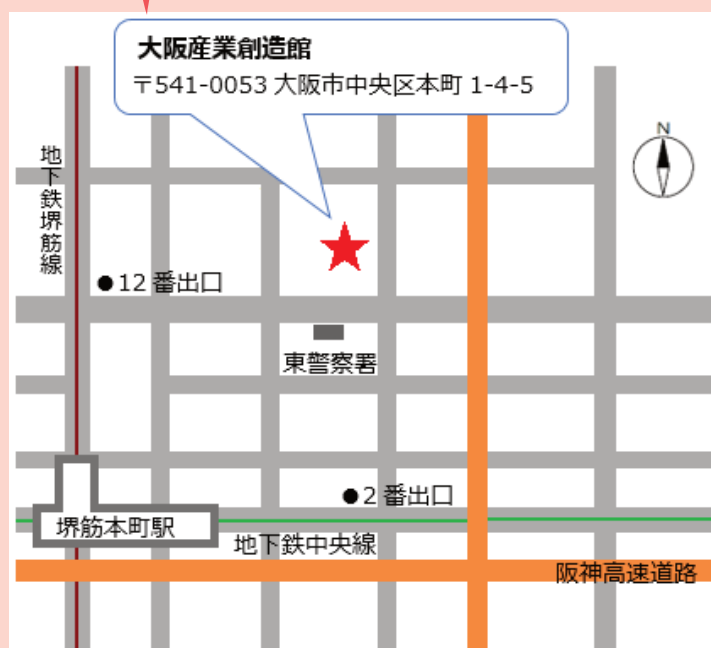 大阪産業創造館
〒541-0053 大阪市中央区本町 1-4-5
N
地下鉄堺筋線
●12 番出口
東警察署
●2 番出口
堺筋本町駅
地下鉄中央線
阪神高速道路